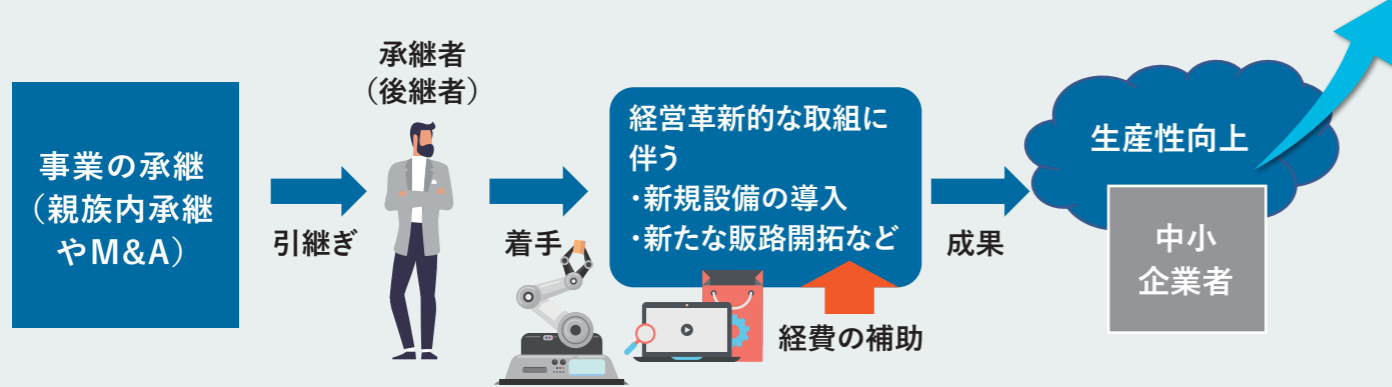 事業の承継
（親族内承継
やM&A）
引継ぎ
承継者
（後継者）
着手
経営革新的な取組に
伴う
・新規設備の導入
・新たな販路開拓など
経費の補助
成果
生産性向上
中小
企業者